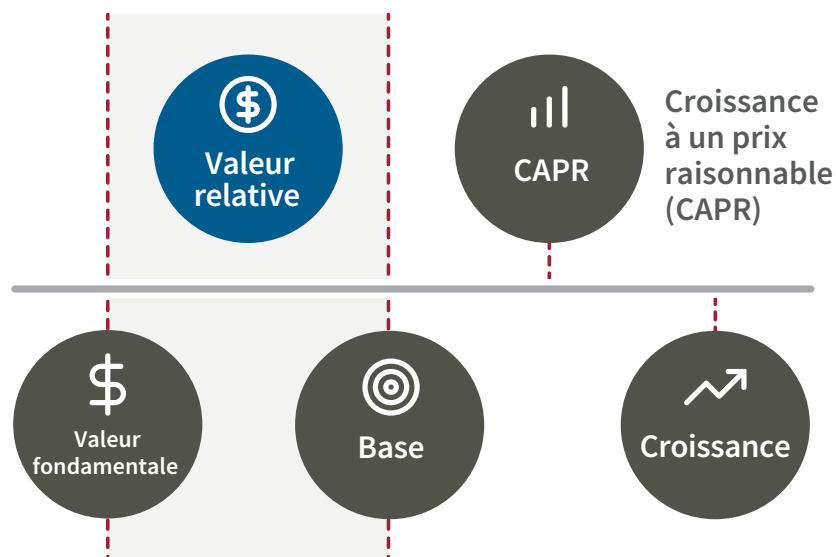 Valeur
relative
CAPR
Croissance
à un prix
raisonnable
(CAPR)
Valeur
fondamentale
Base
Croissance